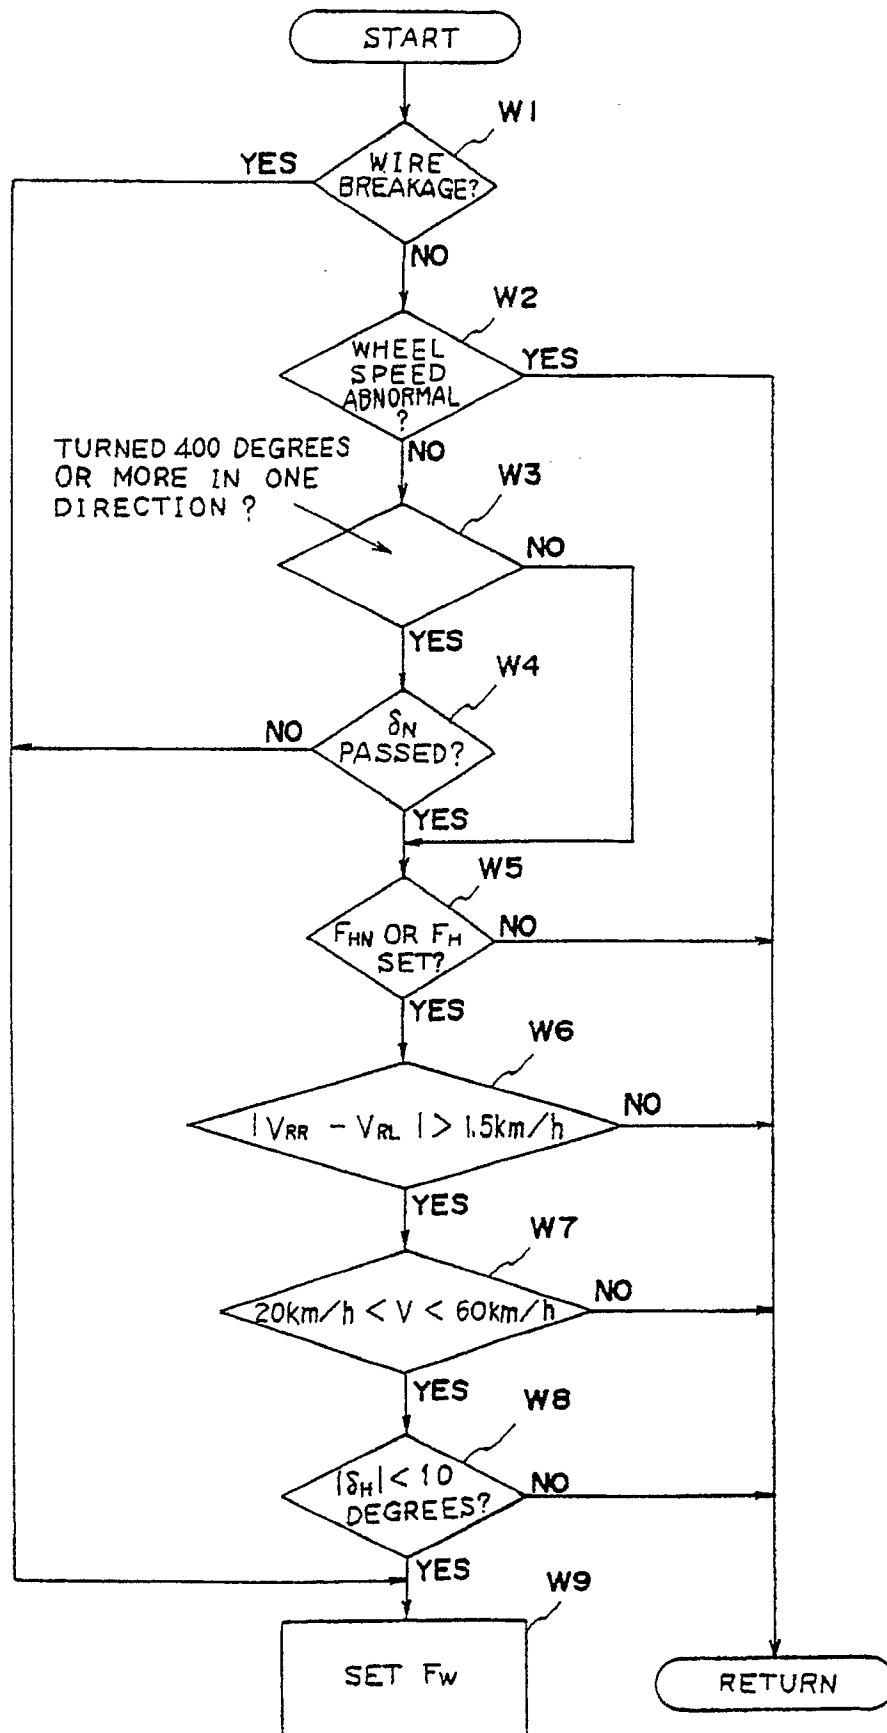 START
W1
YES
WIRE
BREAKAGE?
NO
W2
WHEEL
SPEED
ABNORMAL
?
YES
NO
TURNED 400 DEGREES
OR MORE IN ONE
DIRECTION ?
W3
NO
YES
W4
NO
δN
PASSED?
YES
W5
FHN OR FH
SET?
NO
YES
W6
|VRR - VRL| > 1.5km/h
NO
YES
W7
20km/h < V < 60km/h
NO
YES
W8
|δH| < 10
DEGREES?
NO
YES
W9
SET FW
RETURN